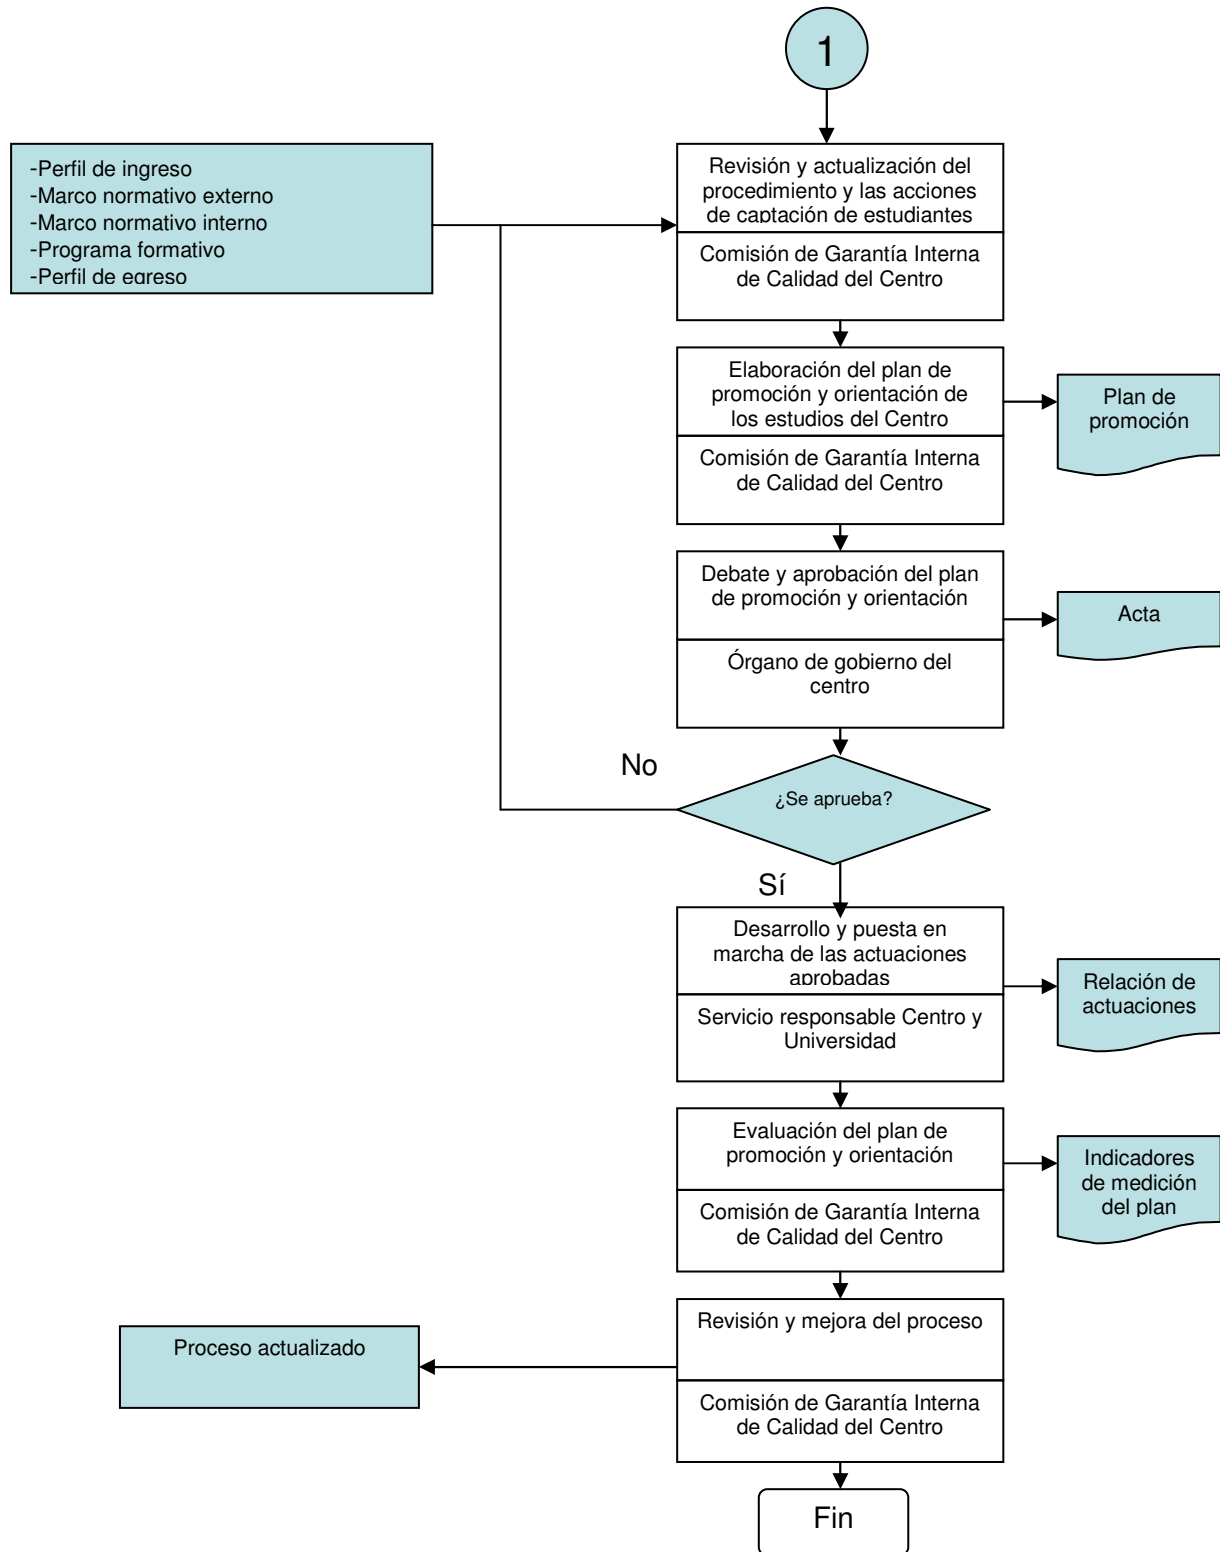 1
-Perfil de ingreso
-Marco normativo externo
-Marco normativo interno
-Programa formativo
-Perfil de egreso
Revisión y actualización del
procedimiento y las acciones
de captación de estudiantes
Comisión de Garantía Interna
de Calidad del Centro
Elaboración del plan de
promoción y orientación de
los estudios del Centro
Comisión de Garantía Interna
de Calidad del Centro
Plan de
promoción
Debate y aprobación del plan
de promoción y orientación
Órgano de gobierno del
centro
Acta
No
¿Se aprueba?
Sí
Desarrollo y puesta en
marcha de las actuaciones
aprobadas
Servicio responsable Centro y
Universidad
Relación de
actuaciones
Evaluación del plan de
promoción y orientación
Comisión de Garantía Interna
de Calidad del Centro
Indicadores
de medición
del plan
Revisión y mejora del proceso
Comisión de Garantía Interna
de Calidad del Centro
Proceso actualizado
Fin